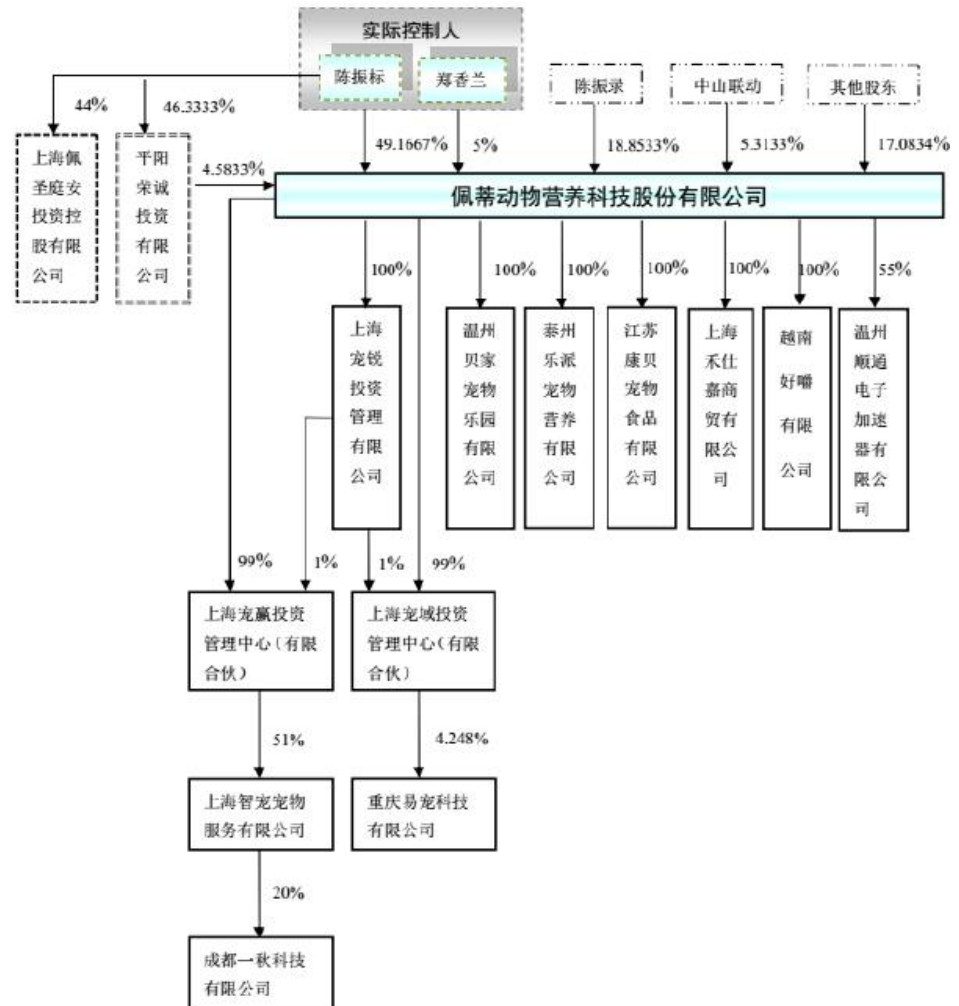 实际控制人
陈振标
郑香兰
陈振录
中山联动
其他股东
44%
46.3333%
49.1667%
5%
18.8533%
5.3133%
17.0834%
上海佩
圣庭安
投资控
股有限
公司
平阳
荣诚
投资
有限
公司
4.5833%
佩蒂动物营养科技股份有限公司
100%
100%
100%
100%
100%
100%
55%
上海
宠锐
投资
管理
有限
公司
温州
贝家
宠物
乐园
有限
公司
泰州
乐派
宠物
营养
有限
公司
江苏
康贝
宠物
食品
有限
公司
上海
禾仕
嘉商
贸有
限公
司
越南
好嚼
有限
公司
温州
顺通
电子
加速
器有
限公
司
99%
1%
1%
99%
上海宠赢投资
管理中心（有限
合伙）
上海宠域投资
管理中心（有限
合伙）
51%
4.248%
上海智宠宠物
服务有限公司
重庆易宠科技
有限公司
20%
成都一秋科技
有限公司